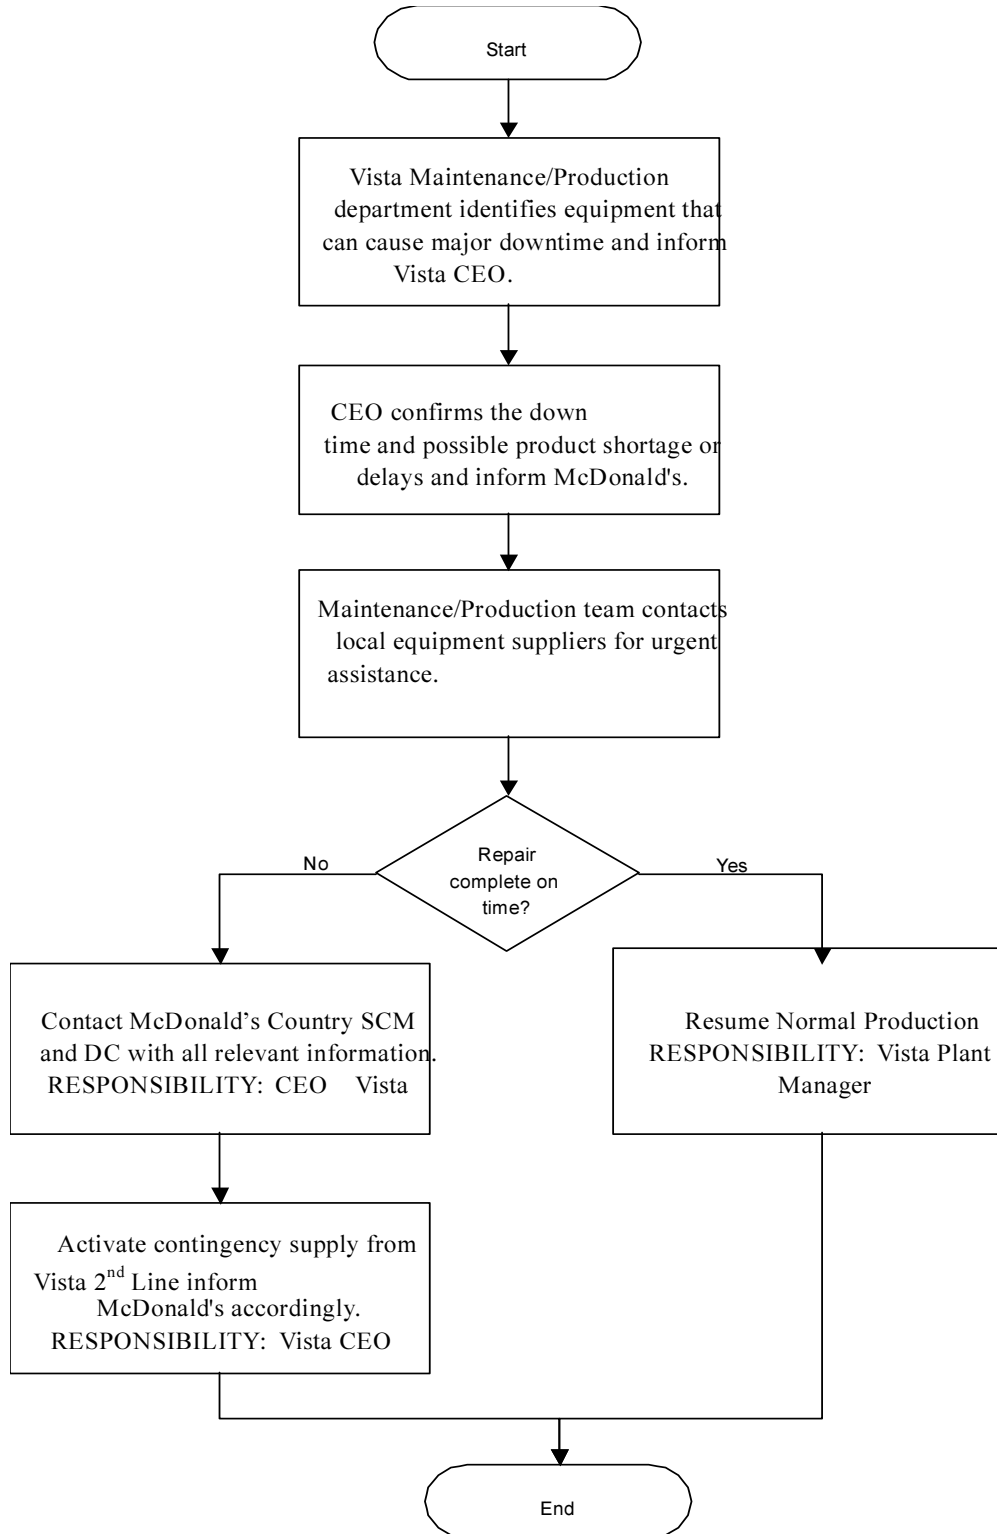 Start
Vista Maintenance/Production
department identifies equipment that
can cause major downtime and inform
Vista CEO.
CEO confirms the down
time and possible product shortage or
delays and inform McDonald's.
Maintenance/Production team contacts
local equipment suppliers for urgent
assistance.
Repair
complete on
time?
No
Yes
Contact McDonald’s Country SCM
and DC with all relevant information.
RESPONSIBILITY: CEO Vista
Resume Normal Production
RESPONSIBILITY: Vista Plant
Manager
Activate contingency supply from
Vista 2nd Line inform
McDonald's accordingly.
RESPONSIBILITY: Vista CEO
End